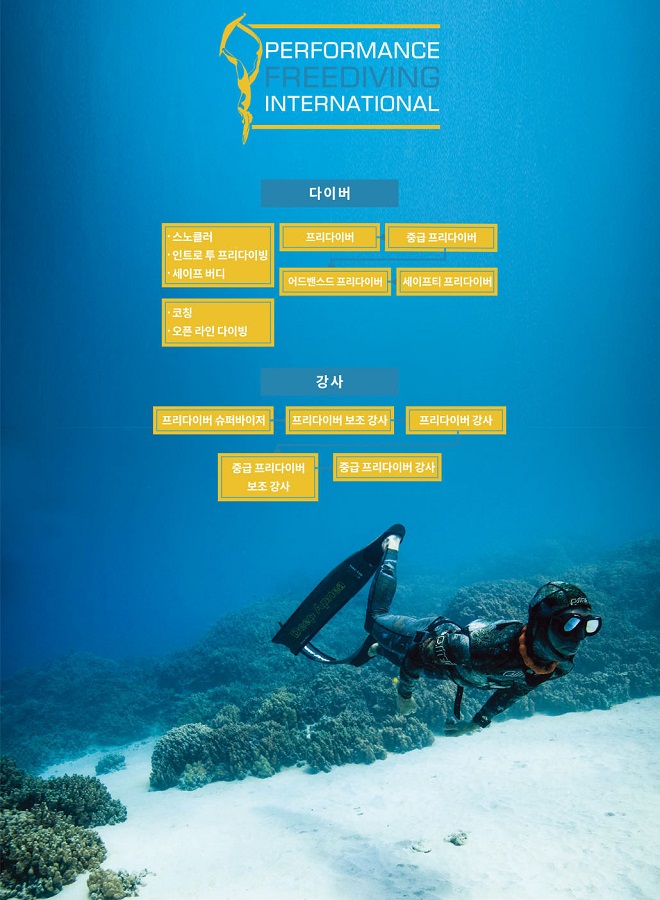 PERFORMANCE
FREEDIVING
INTERNATIONAL
다이버
· 스노클러
· 인트로 투 프리다이빙
· 세이프 버디
프리다이버
중급 프리다이버
어드밴스드 프리다이버
세이프티 프리다이버
· 코칭
· 오픈 라인 다이빙
강사
프리다이버 슈퍼바이저
프리다이버 보조 강사
프리다이버 강사
중급 프리다이버
보조 강사
중급 프리다이버 강사